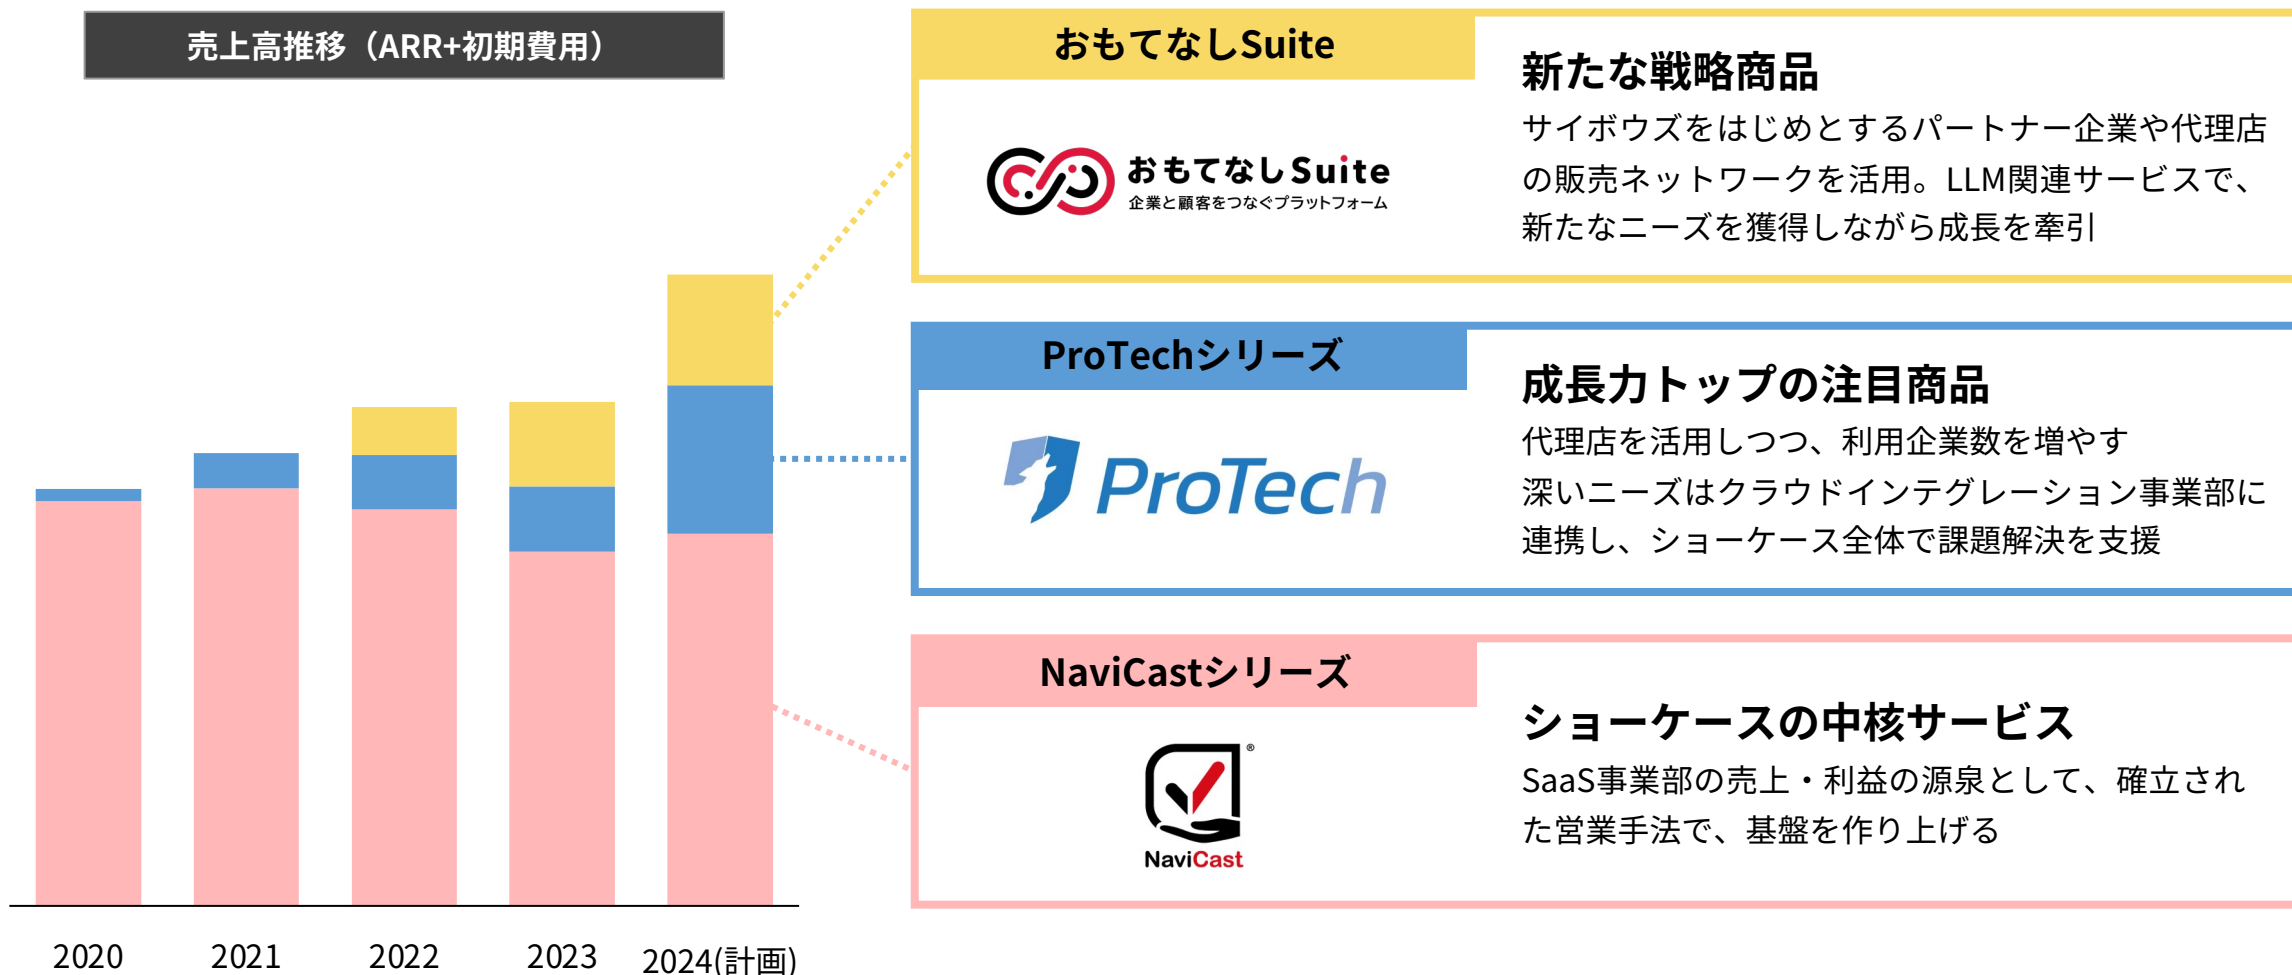 売上高推移（ARR+初期費用）
2020
2021
2022
2023
2024(計画)
おもてなしSuite
おもてなしSuite
企業と顧客をつなぐプラットフォーム
新たな戦略商品
サイボウズをはじめとするパートナー企業や代理店
の販売ネットワークを活用。LLM関連サービスで、
新たなニーズを獲得しながら成長を牽引
ProTechシリーズ
ProTech
成長力トップの注目商品
代理店を活用しつつ、利用企業数を増やす
深いニーズはクラウドインテグレーション事業部に
連携し、ショーケース全体で課題解決を支援
NaviCastシリーズ
®
NaviCast
ショーケースの中核サービス
SaaS事業部の売上・利益の源泉として、確立され
た営業手法で、基盤を作り上げる